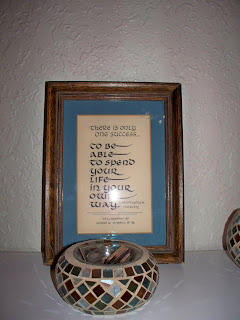 There is only
one success...
to be
able
to spend
your
life
in your
own
way.